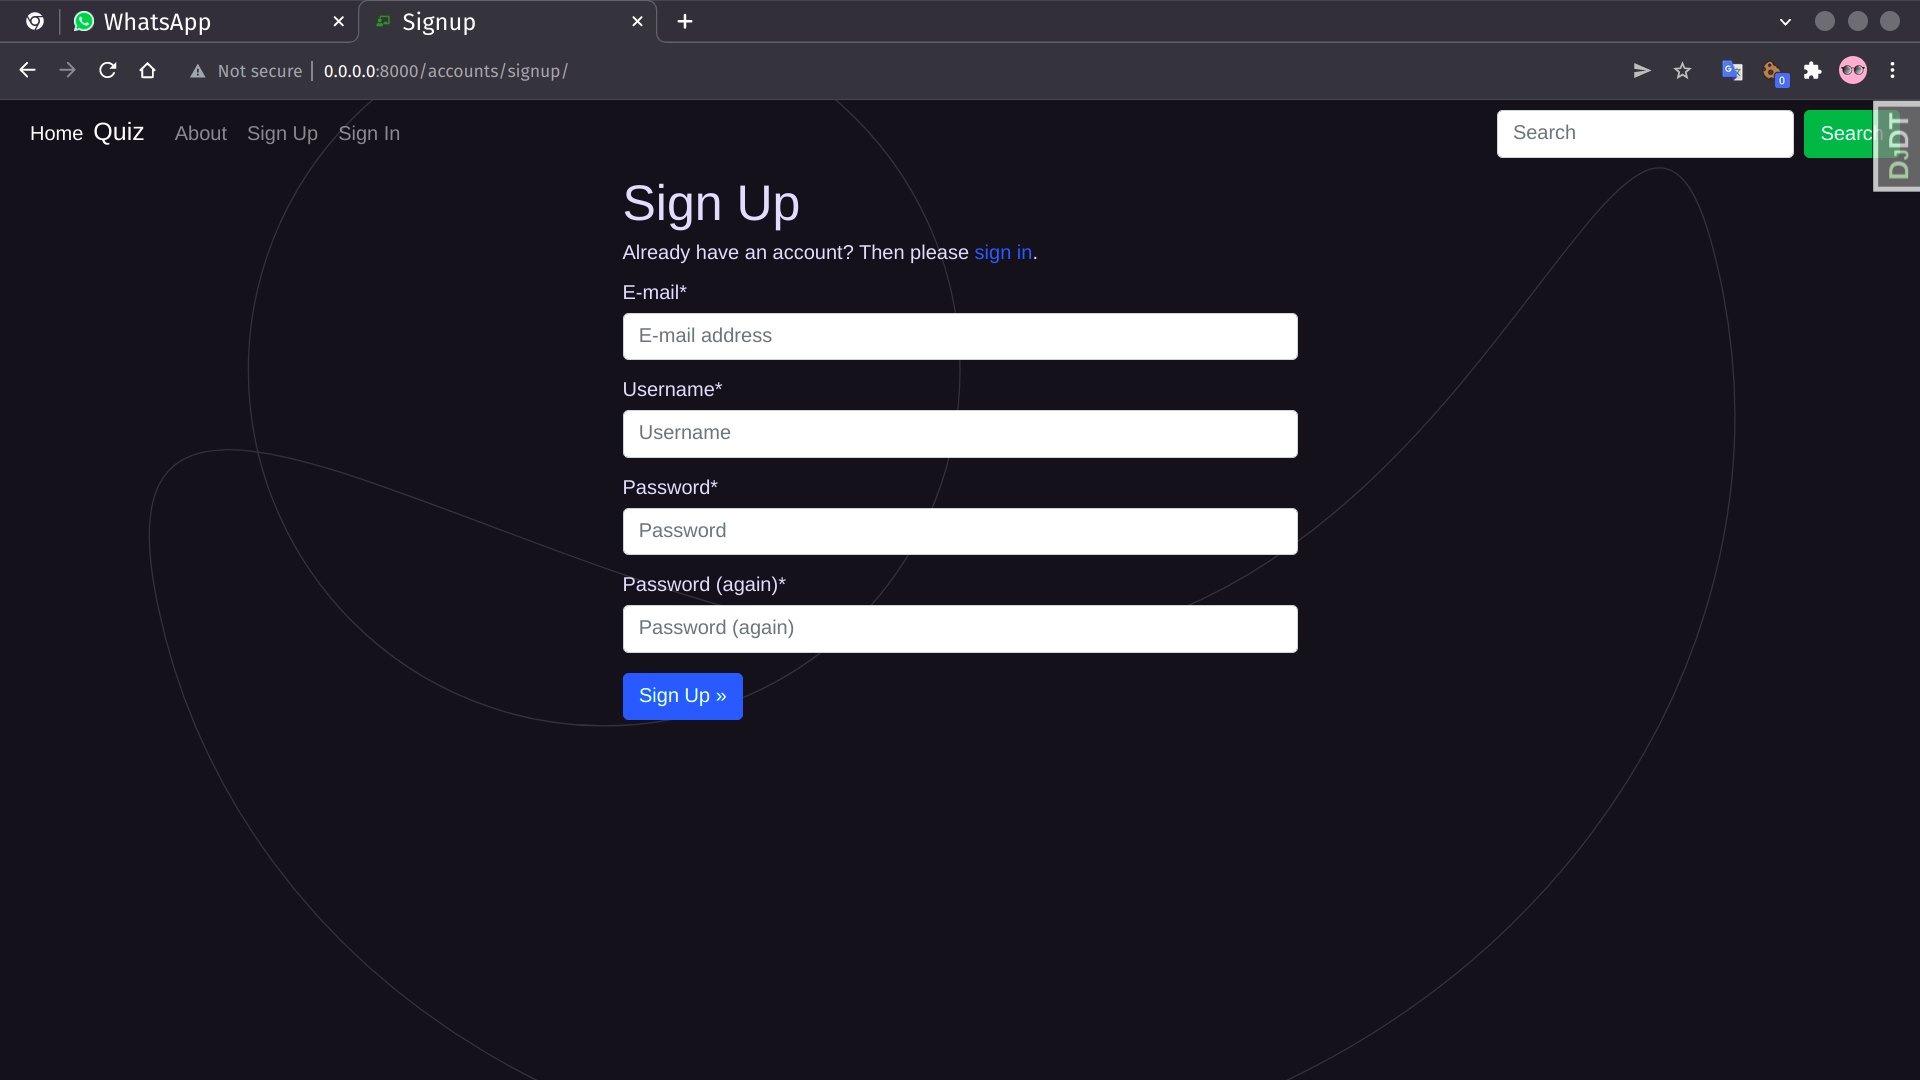 WhatsApp
Signup
Not secure 0.0.0.0:8000/accounts/signup/
0
Home Quiz About Sign Up Sign In
Search
Search
DJDT
Sign Up
Already have an account? Then please sign in.
E-mail*
E-mail address
Username*
Username
Password*
Password
Password (again)*
Password (again)
Sign Up »